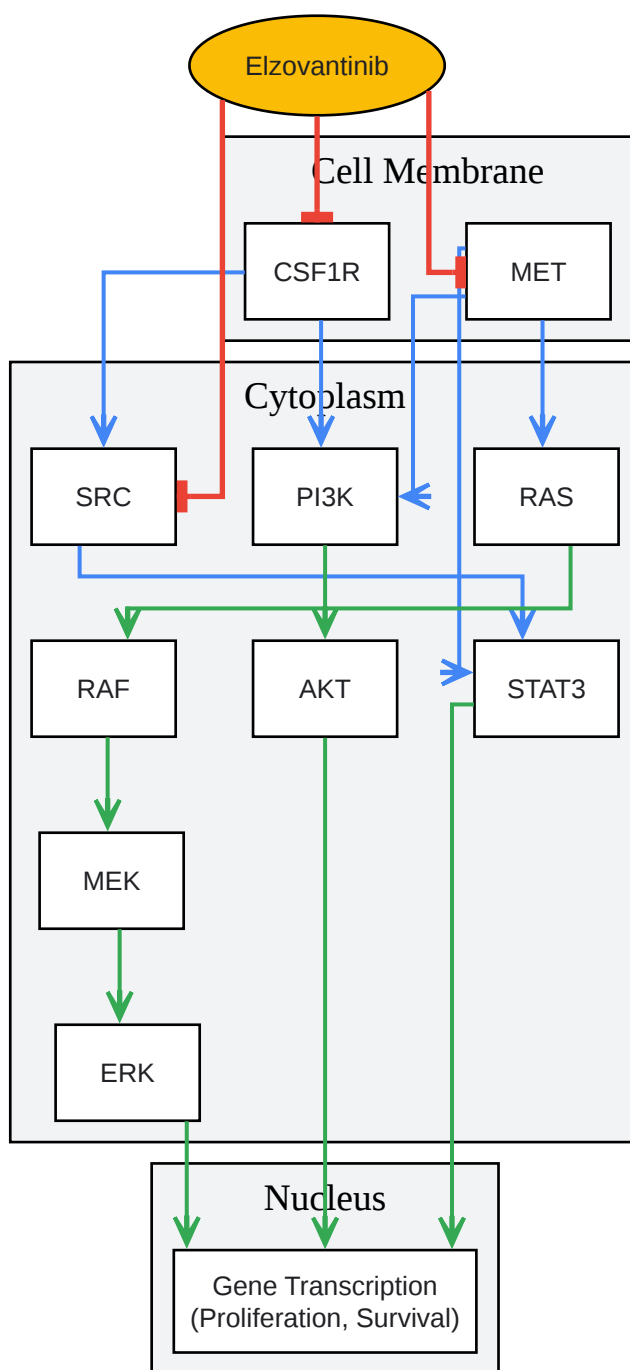 Elzovantinib
Cell Membrane
CSF1R
MET
Cytoplasm
SRC
PI3K
RAS
RAF
AKT
STAT3
MEK
ERK
Nucleus
Gene Transcription
(Proliferation, Survival)